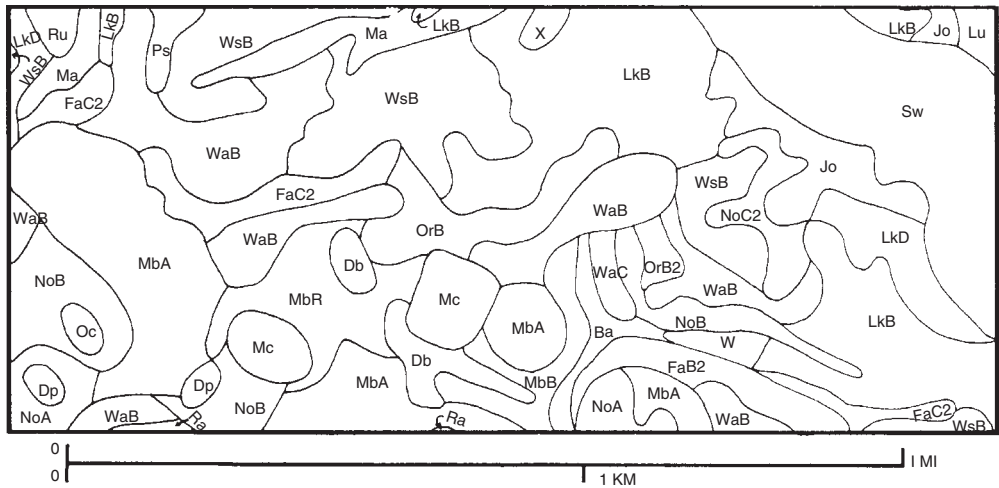 LkD Ru LkB Ps WsB Ma LkB X LkB Jo Lu
WsB Ma FaC2 WsB LkB Sw
WaB FaC2 WsB Jo
WaB WaB OrB WaB NoC2 LkD
NoB MbA Db WaC OrB2 WaB
MbR Mc MbA LkB
Oc Mc Db Ba NoB W
Dp Dp MbA MbB FaB2
NoA WaB Ra NoB Ra NoA MbA WaB FaC2 WsB
0 1 MI
0 1 KM